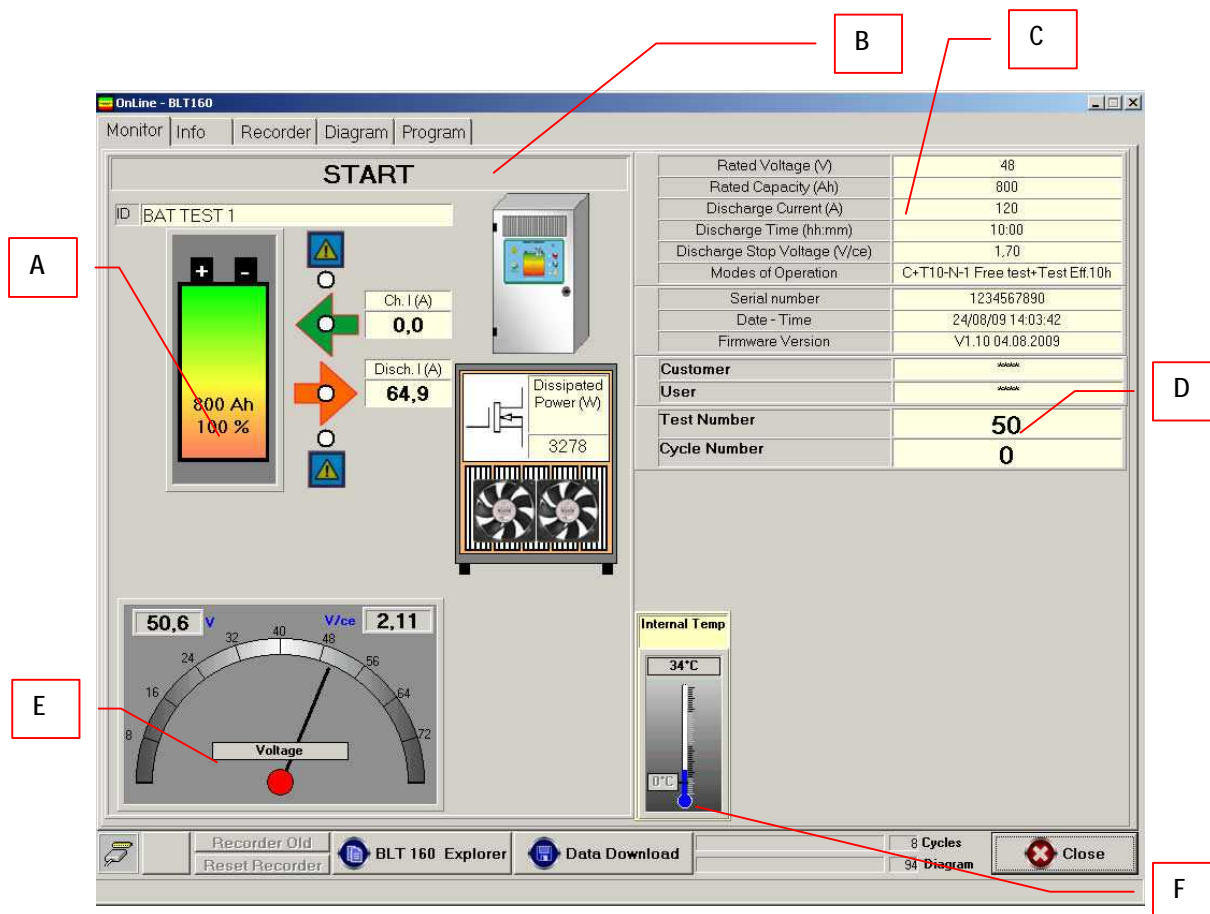 B
C
OnLine - BLT160
Monitor Info Recorder Diagram Program
START
ID BAT TEST 1
A
+ -
800 Ah
100 %
Ch. I (A)
0,0
Disch. I (A)
64,9
Dissipated
Power (W)
3278
Rated Voltage (V) 48
Rated Capacity (Ah) 800
Discharge Current (A) 120
Discharge Time (hh:mm) 10:00
Discharge Stop Voltage (V/ce) 1,70
Modes of Operation C+T10-N-1 Free test+Test Eff.10h
Serial number 1234567890
Date - Time 24/08/09 14:03:42
Firmware Version V1.10 04.08.2009
Customer ****
User ****
D
Test Number 50
Cycle Number 0
50,6 V V/ce 2,11
8 16 24 32 40 48 56 64 72
Voltage
E
Internal Temp
34°C
0°C
Recorder Old
Reset Recorder
BLT 160 Explorer
Data Download
8 Cycles
94 Diagram
Close
F